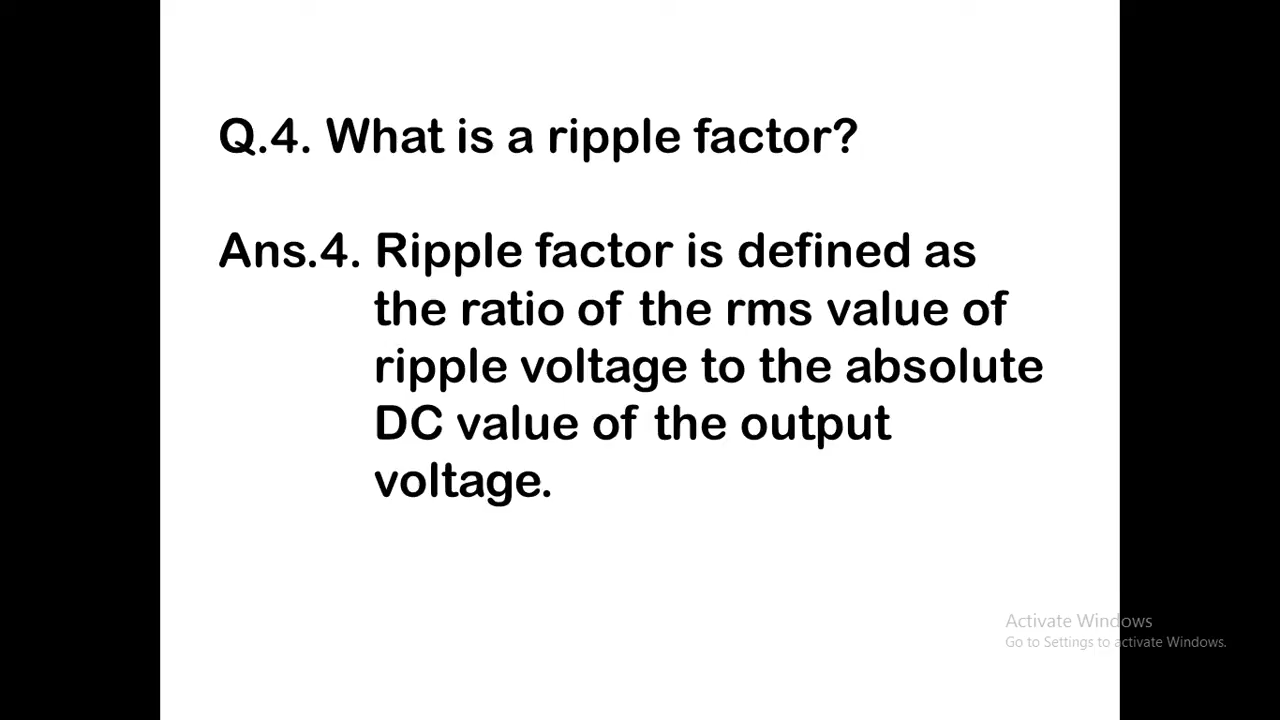 Q.4. What is a ripple factor?
Ans.4. Ripple factor is defined as
the ratio of the rms value of
ripple voltage to the absolute
DC value of the output
voltage.
Activate Windows
Go to Settings to activate Windows.